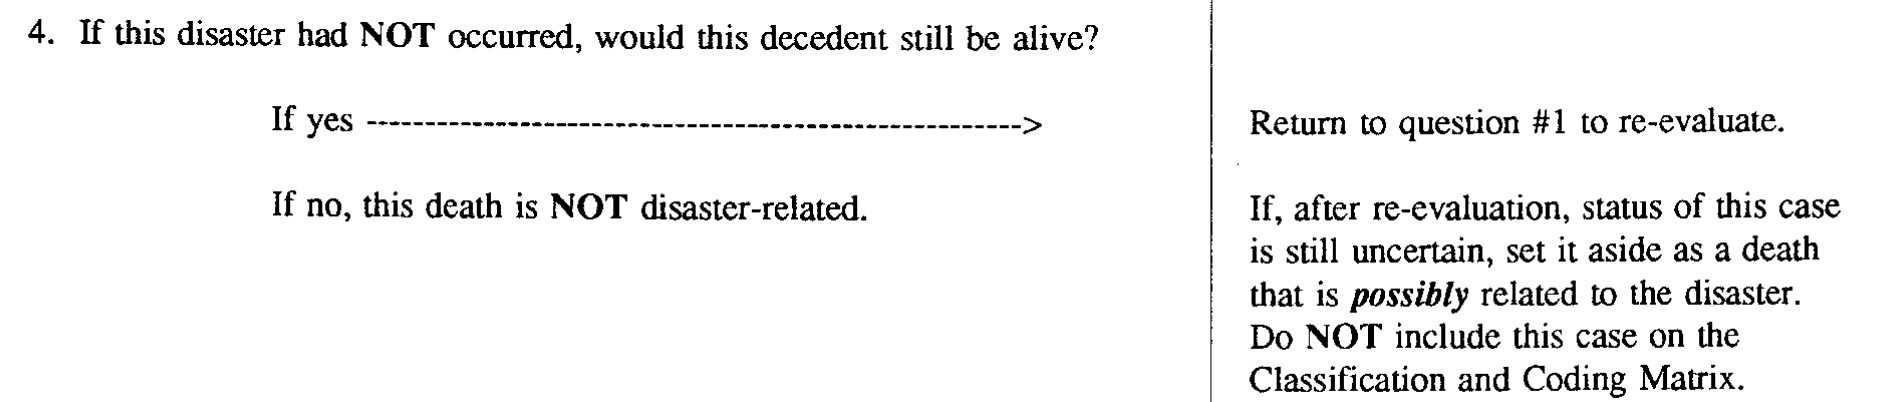 4. If this disaster had NOT occurred, would this decedent still be alive?
If yes ---------------------------------------------------------> Return to question #1 to re-evaluate.
If no, this death is NOT disaster-related.
If, after re-evaluation, status of this case
is still uncertain, set it aside as a death
that is possibly related to the disaster.
Do NOT include this case on the
Classification and Coding Matrix.